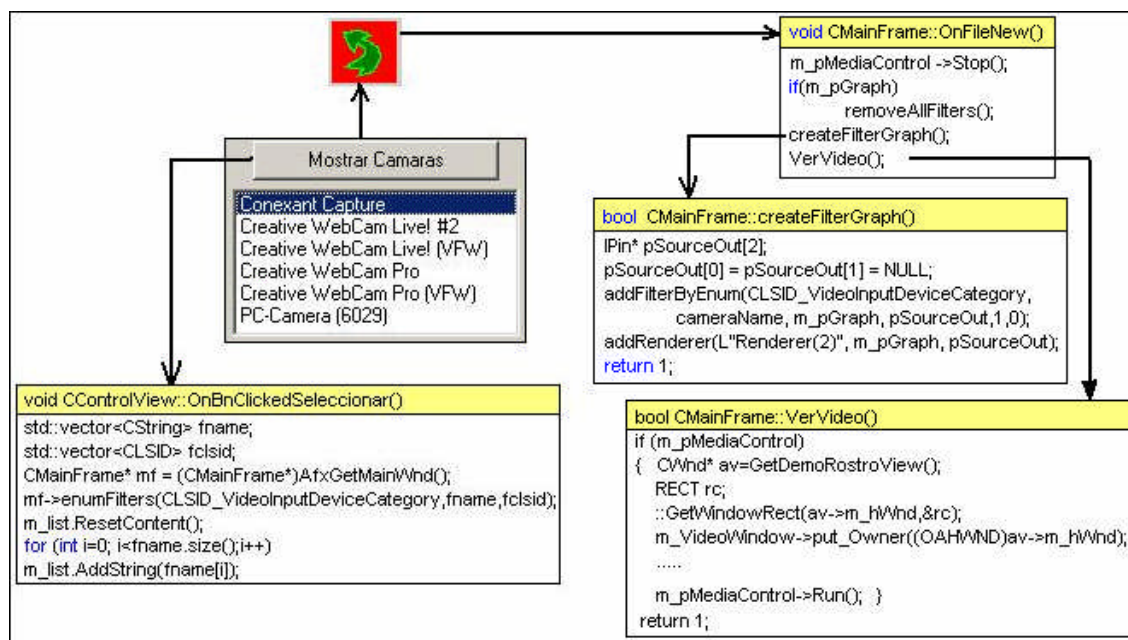 void CMainFrame::OnFileNew()
m_pMediaControl ->Stop();
if(m_pGraph)
removeAllFilters();
createFilterGraph();
VerVideo();
Mostrar Camaras
Conexant Capture
Creative WebCam Live! #2
Creative WebCam Live! (VFW)
Creative WebCam Pro
Creative WebCam Pro (VFW)
PC-Camera (6029)
bool CMainFrame::createFilterGraph()
IPin* pSourceOut[2];
pSourceOut[0] = pSourceOut[1] = NULL;
addFilterByEnum(CLSID_VideoInputDeviceCategory,
cameraName, m_pGraph, pSourceOut,1,0);
addRenderer(L"Renderer(2)", m_pGraph, pSourceOut);
return 1;
void CControlView::OnBnClickedSeleccionar()
std::vector<CString> fname;
std::vector<CLSID> fclsid;
CMainFrame* mf = (CMainFrame*)AfxGetMainWnd();
mf->enumFilters(CLSID_VideoInputDeviceCategory,fname,fclsid);
m_list.ResetContent();
for (int i=0; i<fname.size();i++)
m_list.AddString(fname[i]);
bool CMainFrame::VerVideo()
if (m_pMediaControl)
{ CWnd* av=GetDemoRostroView();
RECT rc;
::GetWindowRect(av->m_hWnd,&rc);
m_VideoWindow->put_Owner((OAHWND)av->m_hWnd);
.....
m_pMediaControl->Run(); }
return 1;